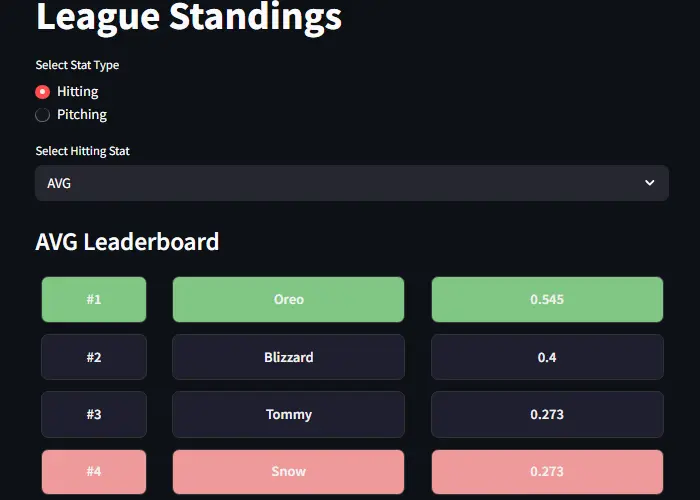 League Standings
Select Stat Type
Hitting
Pitching
Select Hitting Stat
AVG
AVG Leaderboard
#1 Oreo 0.545
#2 Blizzard 0.4
#3 Tommy 0.273
#4 Snow 0.273